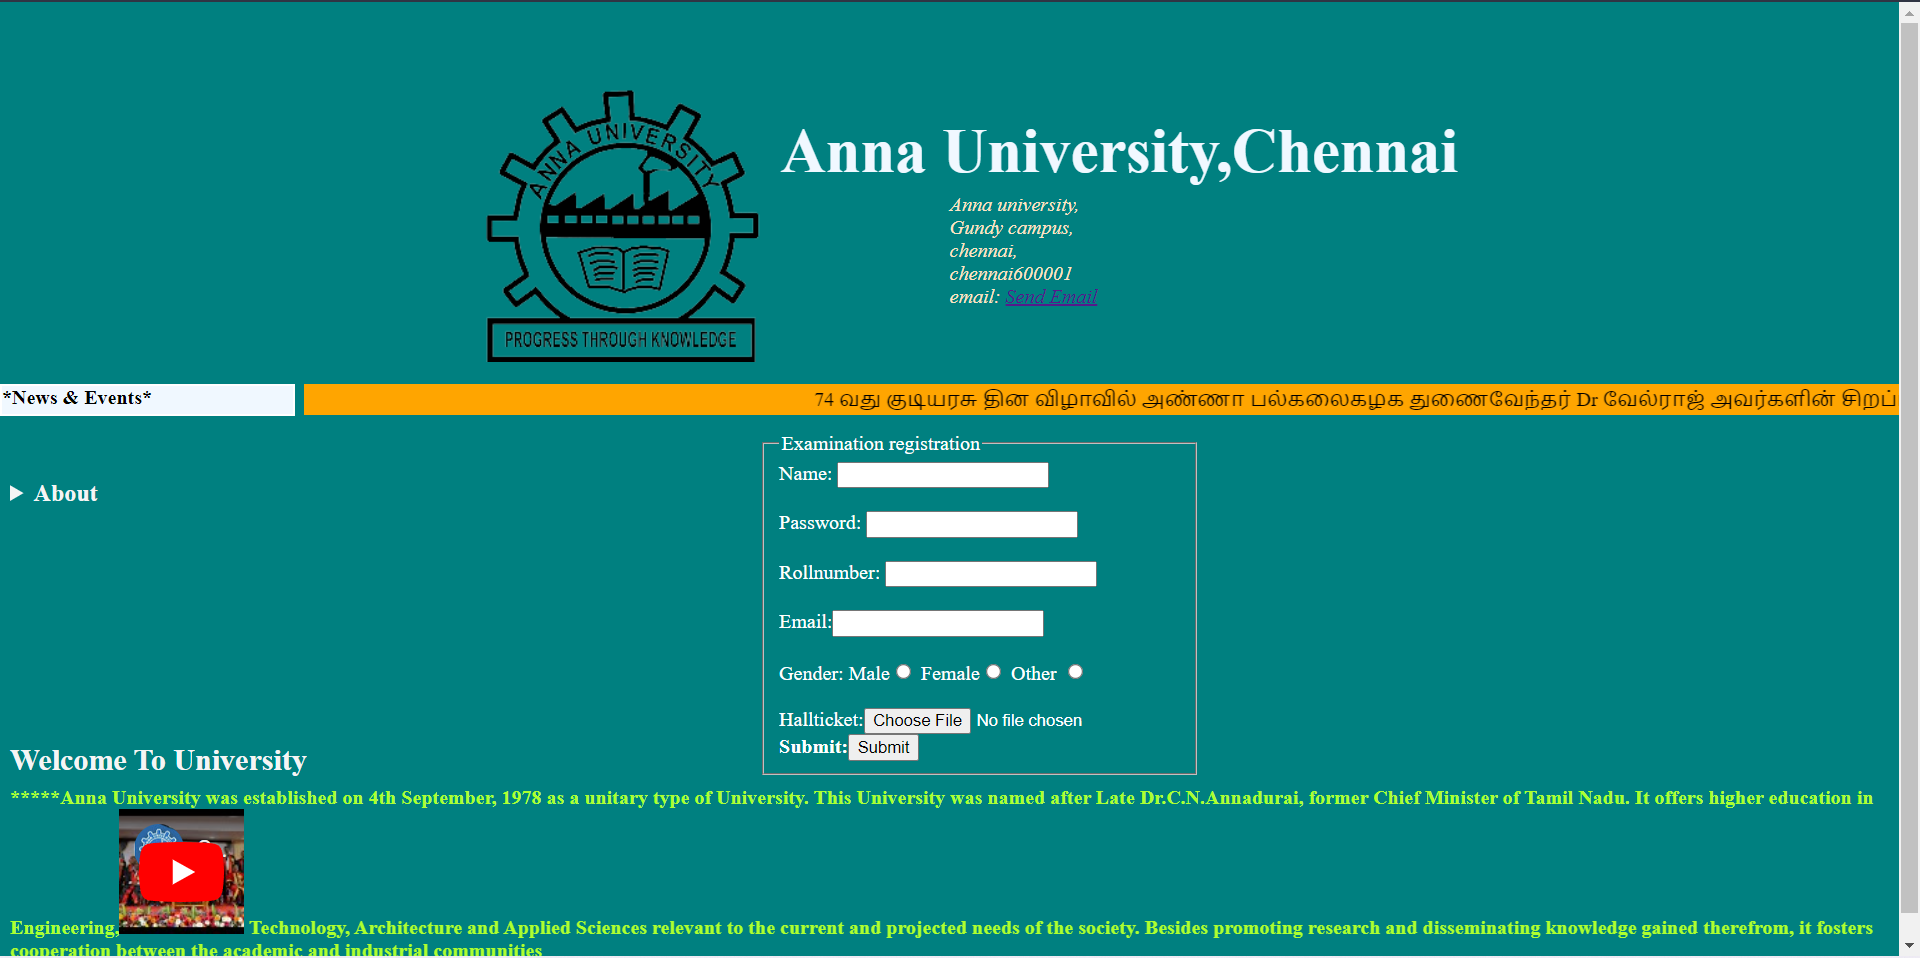 ANNA UNIVERSITY
PROGRESS THROUGH KNOWLEDGE
Anna University,Chennai
Anna university,
Gundy campus,
chennai,
chennai600001
email: Send Email
*News & Events*
74 வது குடியரசு தின விழாவில் அண்ணா பல்கலைகழக துணைவேந்தர் Dr வேல்ராஜ் அவர்களின் சிறப்
About
Examination registration
Name:
Password:
Rollnumber:
Email:
Gender: Male Female Other
Hallticket: Choose File No file chosen
Submit: Submit
Welcome To University
*****Anna University was established on 4th September, 1978 as a unitary type of University. This University was named after Late Dr.C.N.Annadurai, former Chief Minister of Tamil Nadu. It offers higher education in
Engineering, Technology, Architecture and Applied Sciences relevant to the current and projected needs of the society. Besides promoting research and disseminating knowledge gained therefrom, it fosters
cooperation between the academic and industrial communities